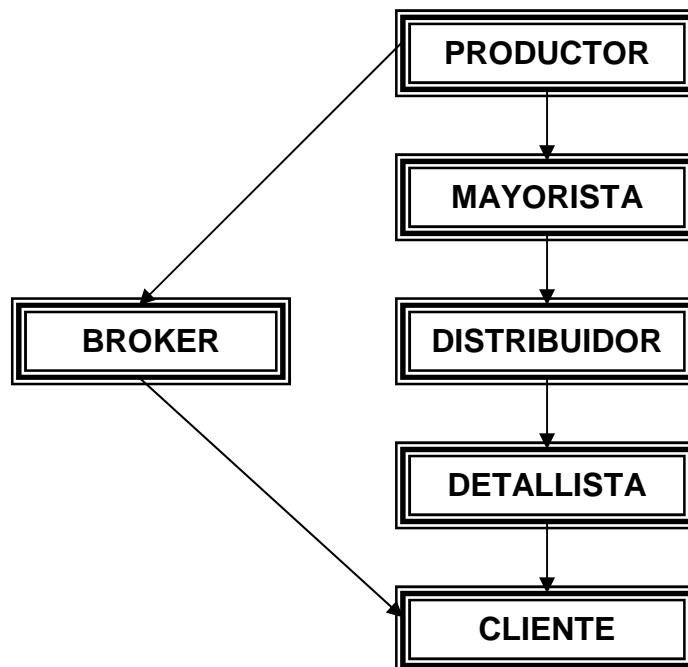 PRODUCTOR
MAYORISTA
BROKER
DISTRIBUIDOR
DETALLISTA
CLIENTE